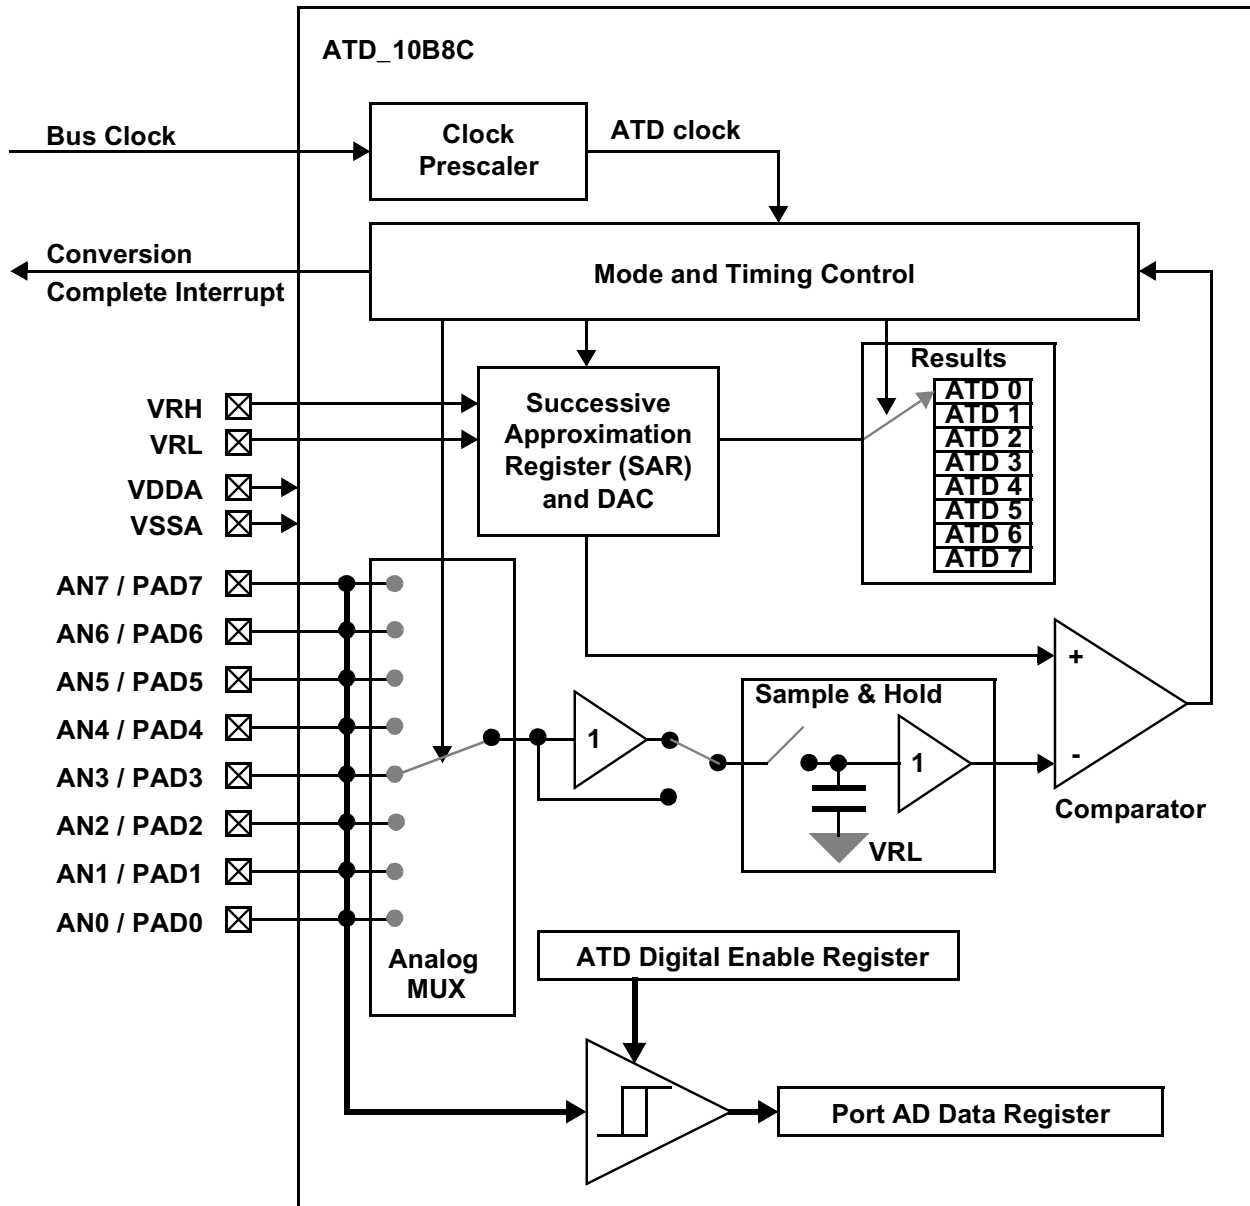 ATD_10B8C
Bus Clock
Clock
Prescaler
ATD clock
Conversion
Complete Interrupt
Mode and Timing Control
Results
ATD 0
ATD 1
ATD 2
ATD 3
ATD 4
ATD 5
ATD 6
ATD 7
Successive
Approximation
Register (SAR)
and DAC
VRH
VRL
VDDA
VSSA
AN7 / PAD7
AN6 / PAD6
AN5 / PAD5
AN4 / PAD4
AN3 / PAD3
AN2 / PAD2
AN1 / PAD1
AN0 / PAD0
Analog
MUX
1
Sample & Hold
1
VRL
+
-
Comparator
ATD Digital Enable Register
Port AD Data Register